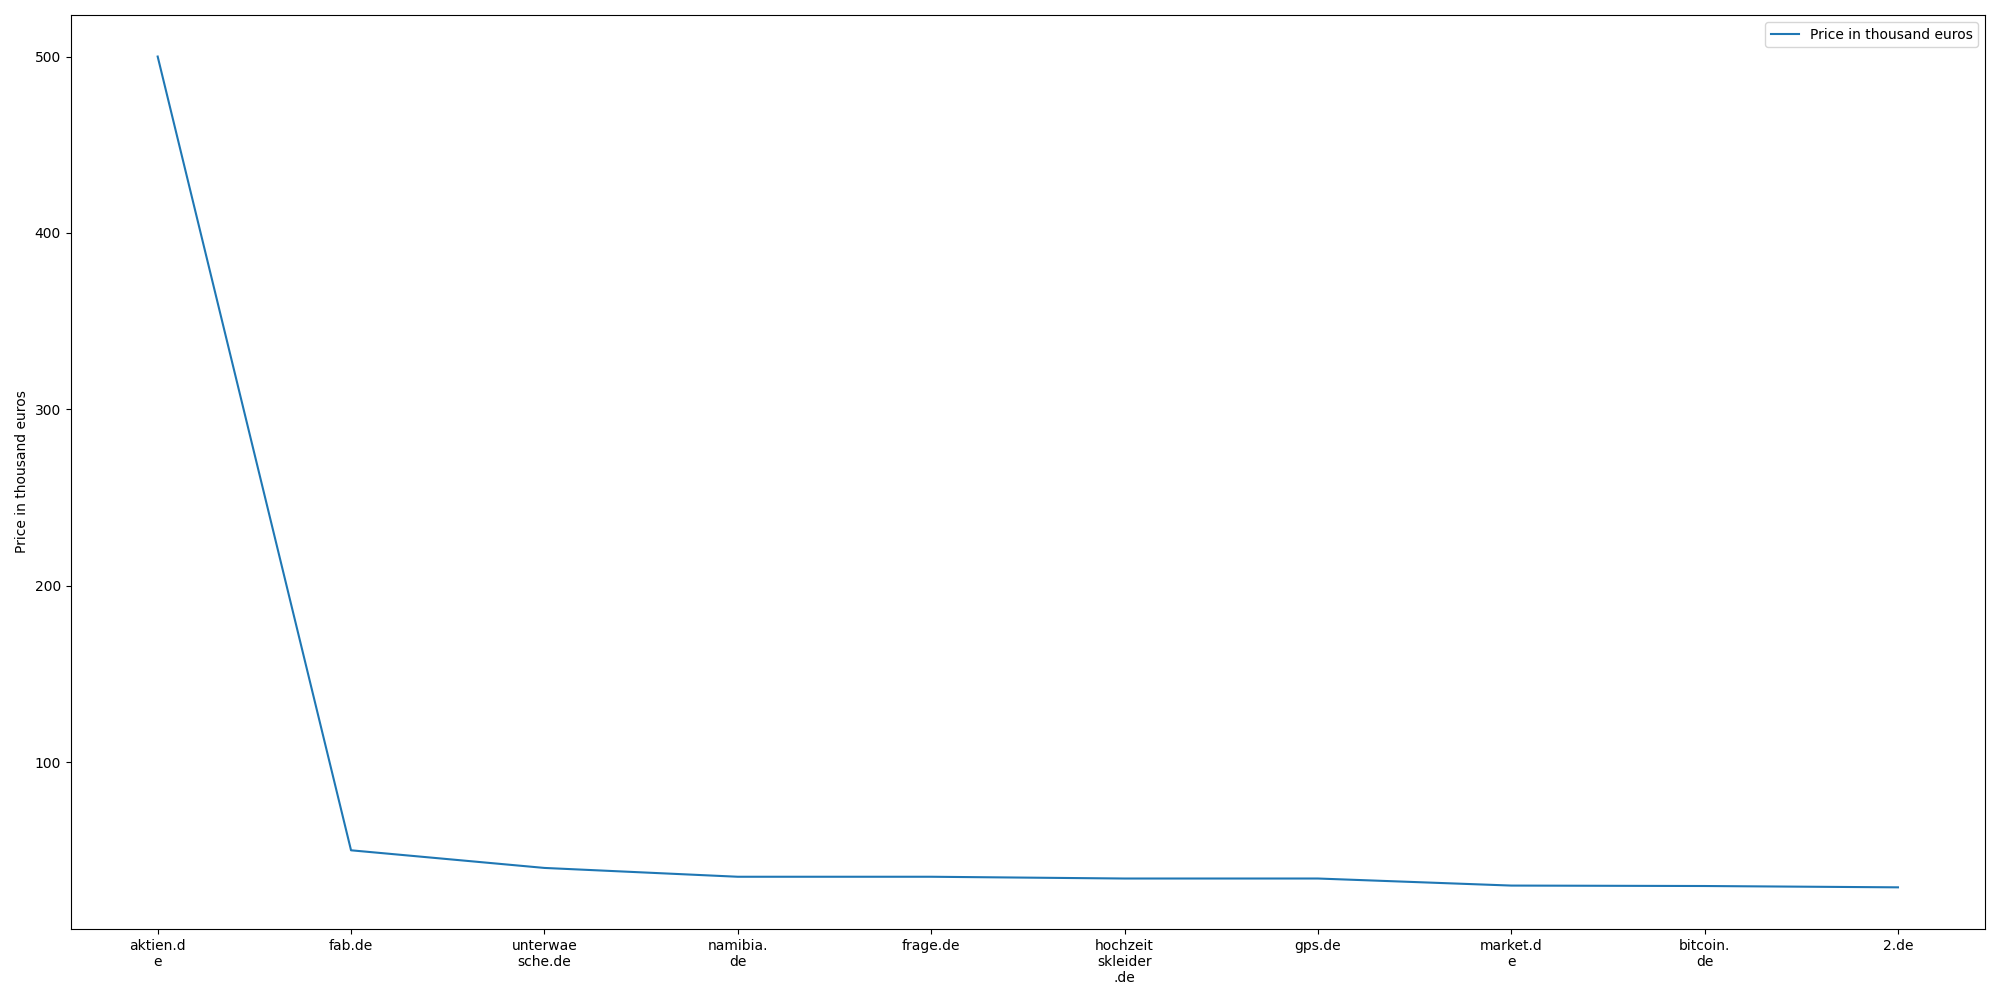 Price in thousand euros
500
400
300
200
100
Price in thousand euros
aktien.d
e
fab.de
unterwae
sche.de
namibia.
de
frage.de
hochzeit
skleider
.de
gps.de
market.d
e
bitcoin.
de
2.de